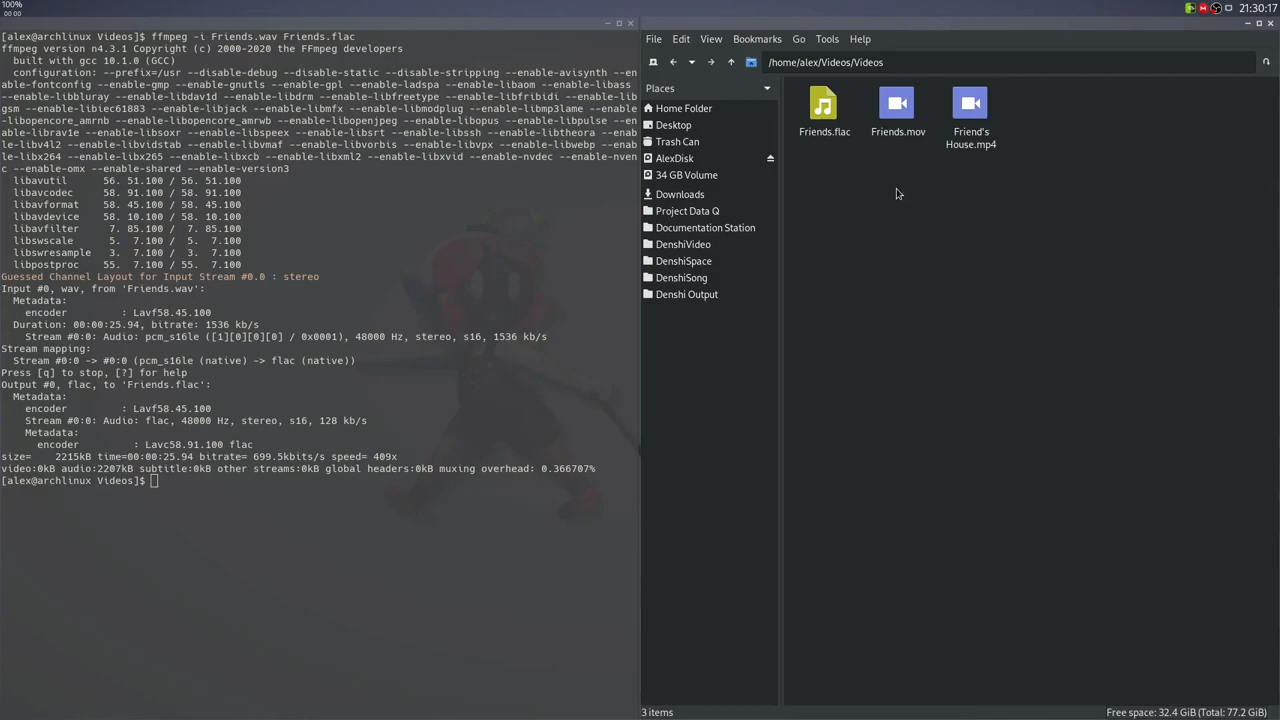 100%
00 00
21:30:17
[alex@archlinux Videos]$ ffmpeg -i Friends.wav Friends.flac
ffmpeg version n4.3.1 Copyright (c) 2000-2020 the FFmpeg developers
built with gcc 10.1.0 (GCC)
configuration: --prefix=/usr --disable-debug --disable-static --disable-stripping --enable-avisynth --en
able-fontconfig --enable-gmp --enable-gnutls --enable-gpl --enable-ladspa --enable-libaom --enable-libass
--enable-libbluray --enable-libdav1d --enable-libdrm --enable-libfreetype --enable-libfribidi --enable-lib
gsm --enable-libiec61883 --enable-libjack --enable-libmfx --enable-libmodplug --enable-libmp3lame --enable
-libopencore_amrnb --enable-libopencore_amrwb --enable-libopenjpeg --enable-libopus --enable-libpulse --en
able-librav1e --enable-libsoxr --enable-libspeex --enable-libsrt --enable-libssh --enable-libtheora --enab
le-libv4l2 --enable-libvidstab --enable-libvmaf --enable-libvorbis --enable-libvpx --enable-libwebp --enab
le-libx264 --enable-libx265 --enable-libxcb --enable-libxml2 --enable-libxvid --enable-nvdec --enable-nven
c --enable-omx --enable-shared --enable-version3
libavutil 56. 51.100 / 56. 51.100
libavcodec 58. 91.100 / 58. 91.100
libavformat 58. 45.100 / 58. 45.100
libavdevice 58. 10.100 / 58. 10.100
libavfilter 7. 85.100 / 7. 85.100
libswscale 5. 7.100 / 5. 7.100
libswresample 3. 7.100 / 3. 7.100
libpostproc 55. 7.100 / 55. 7.100
Guessed Channel Layout for Input Stream #0.0 : stereo
Input #0, wav, from 'Friends.wav':
Metadata:
encoder : Lavf58.45.100
Duration: 00:00:25.94, bitrate: 1536 kb/s
Stream #0:0: Audio: pcm_s16le ([1][0][0][0] / 0x0001), 48000 Hz, stereo, s16, 1536 kb/s
Stream mapping:
Stream #0:0 -> #0:0 (pcm_s16le (native) -> flac (native))
Press [q] to stop, [?] for help
Output #0, flac, to 'Friends.flac':
Metadata:
encoder : Lavf58.45.100
Stream #0:0: Audio: flac, 48000 Hz, stereo, s16, 128 kb/s
Metadata:
encoder : Lavc58.91.100 flac
size= 2215kB time=00:00:25.94 bitrate= 699.5kbits/s speed= 409x
video:0kB audio:2207kB subtitle:0kB other streams:0kB global headers:0kB muxing overhead: 0.366707%
[alex@archlinux Videos]$
File Edit View Bookmarks Go Tools Help
/home/alex/Videos/Videos
Places
Home Folder
Desktop
Trash Can
AlexDisk
34 GB Volume
Downloads
Project Data Q
Documentation Station
DenshiVideo
DenshiSpace
DenshiSong
Denshi Output
Friends.flac
Friends.mov
Friend's
House.mp4
3 items
Free space: 32.4 GiB (Total: 77.2 GiB)